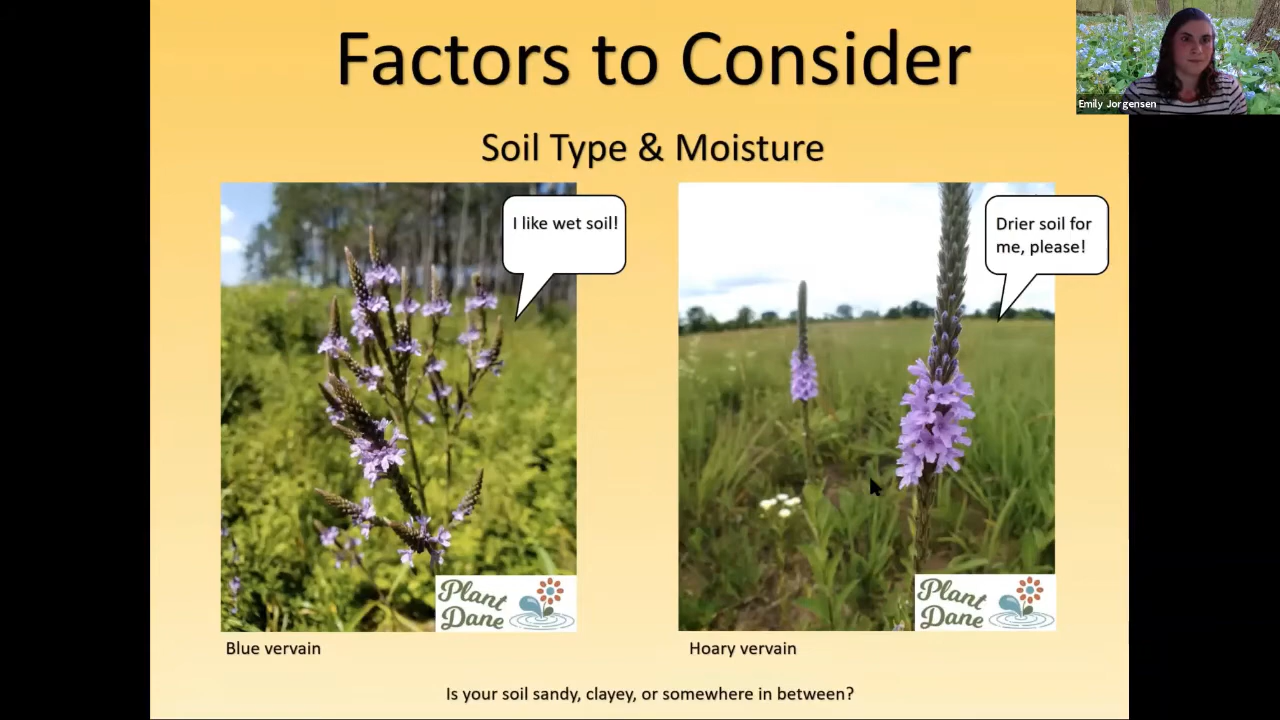 Factors to Consider
Emily Jorgensen
Soil Type & Moisture
I like wet soil!
Drier soil for
me, please!
Plant
Dane
Plant
Dane
Blue vervain
Hoary vervain
Is your soil sandy, clayey, or somewhere in between?